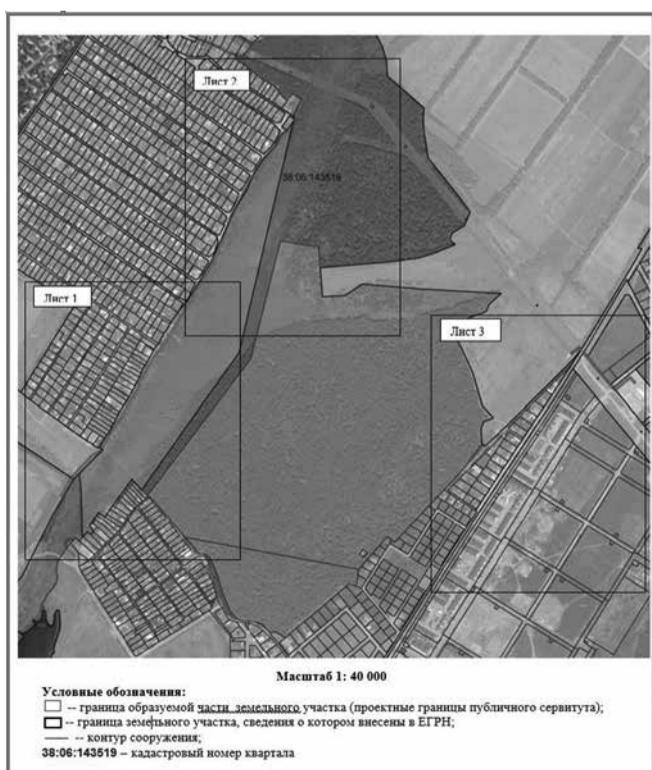 Лист 2
38:06:143519
Лист 1
Лист 3
Масштаб 1: 40 000
Условные обозначения:
-- граница образуемой части земельного участка (проектные границы публичного сервитута);
-- граница земельного участка, сведения о котором внесены в ЕГРН;
-- контур сооружения;
38:06:143519 – кадастровый номер квартала